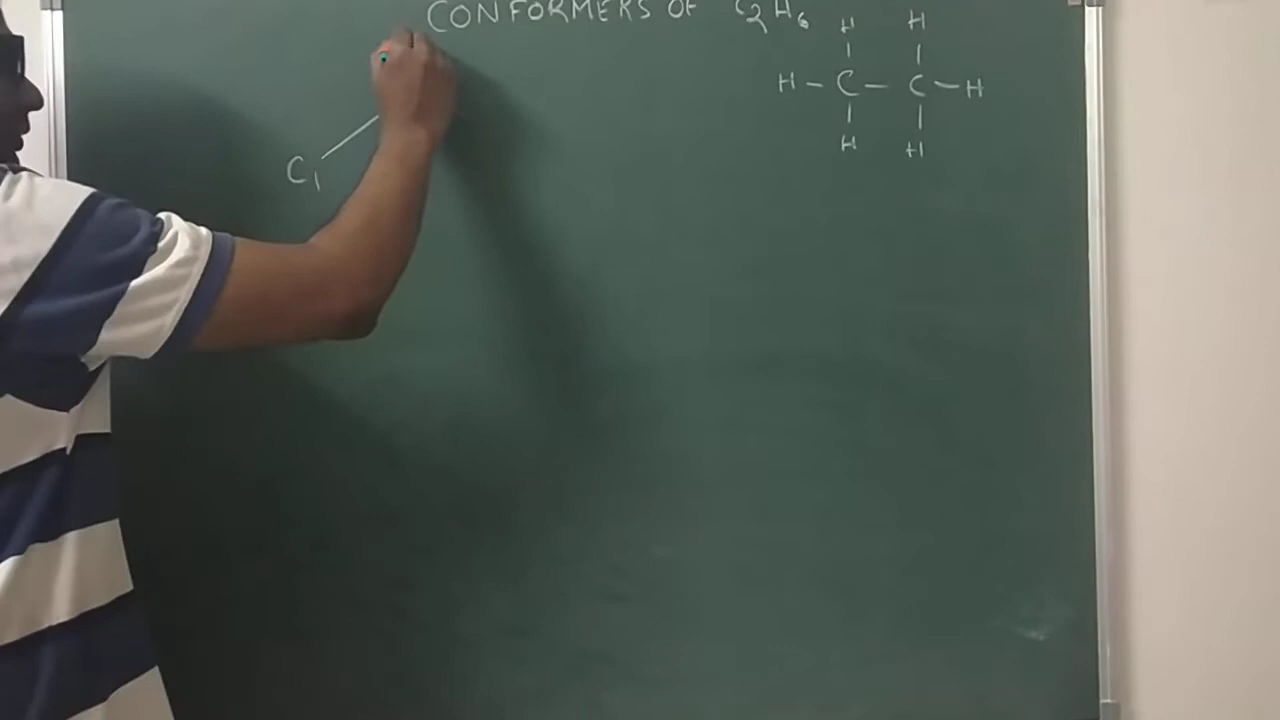 CONFORMERS OF C2H6
H H
H – C – C – H
H H
C1